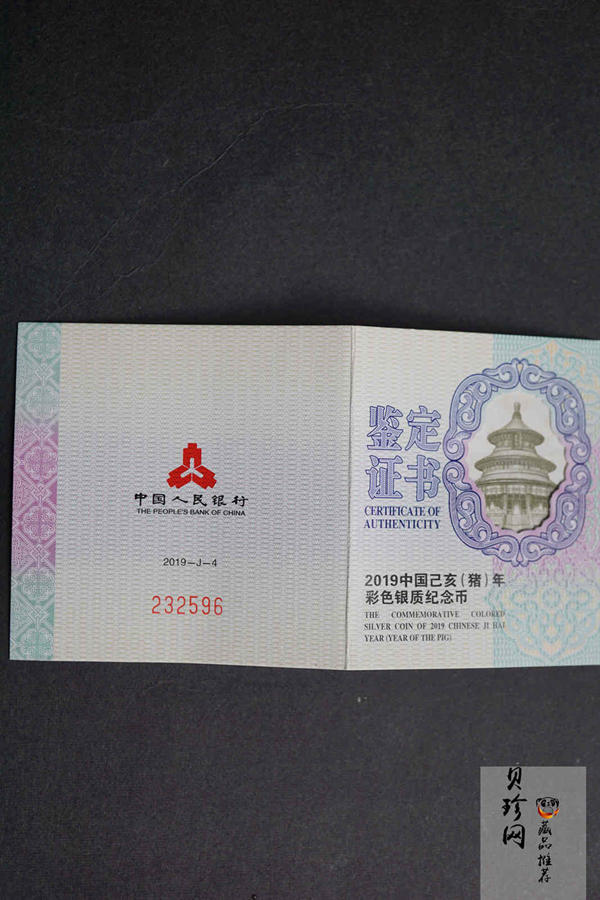 中国人民银行
THE PEOPLE'S BANK OF CHINA
2019-J-4
232596
鉴定
证书
CERTIFICATE OF
AUTHENTICITY
2019中国己亥(猪)年
彩色银质纪念币
THE COMMEMORATIVE COLORED
SILVER COIN OF 2019 CHINESE JI HAI
YEAR (YEAR OF THE PIG)
贝珍网
藏品推荐